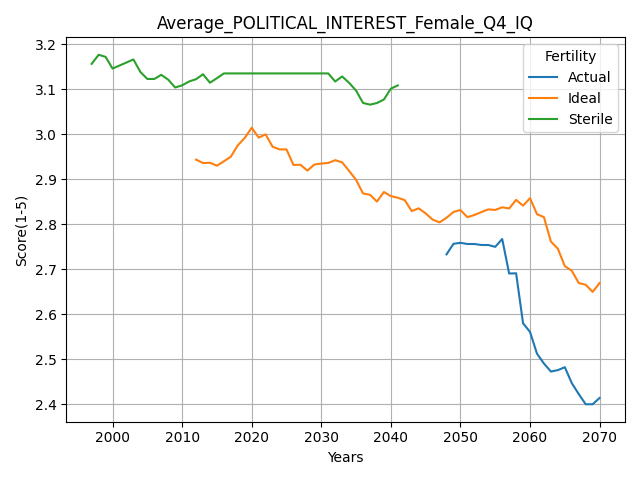 Average_POLITICAL_INTEREST_Female_Q4_IQ
Fertility
Actual
Ideal
Sterile
Score(1-5)
3.2
3.1
3.0
2.9
2.8
2.7
2.6
2.5
2.4
2000
2010
2020
2030
2040
2050
2060
2070
Years